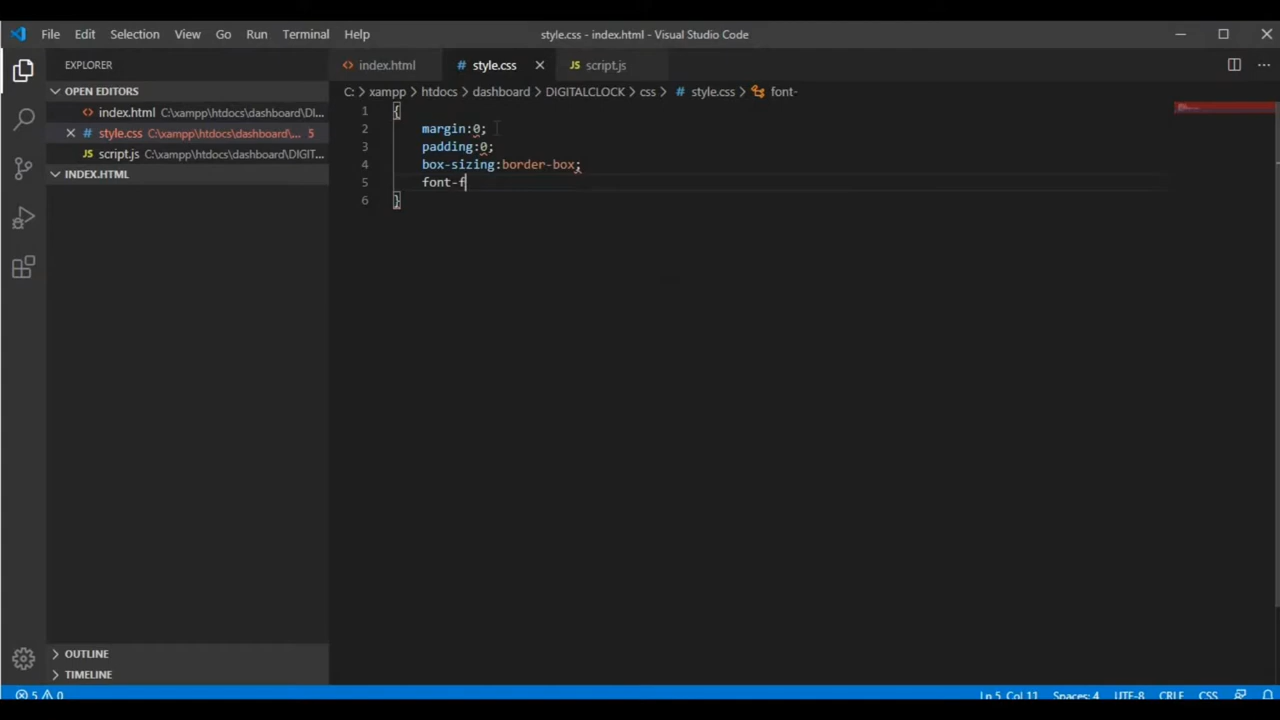 File Edit Selection View Go Run Terminal Help style.css - index.html - Visual Studio Code
EXPLORER
index.html style.css script.js
OPEN EDITORS
C: xampp htdocs dashboard DIGITALCLOCK css style.css font-
index.html C:\xampp\htdocs\dashboard\DI...
style.css C:\xampp\htdocs\dashboard\... 5
script.js C:\xampp\htdocs\dashboard\DIGIT...
INDEX.HTML
1 {
2 margin:0;
3 padding:0;
4 box-sizing:border-box;
5 font-f
6 }
OUTLINE
TIMELINE
5 0 Ln 5, Col 11 Spaces: 4 UTF-8 CRLF CSS